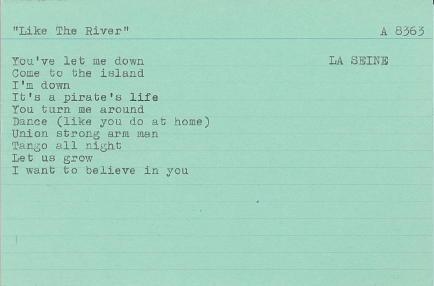 "Like The River" A 8363
You've let me down LA SEINE
Come to the island
I'm down
It's a pirate's life
You turn me around
Dance (like you do at home)
Union strong arm man
Tango all night
Let us grow
I want to believe in you